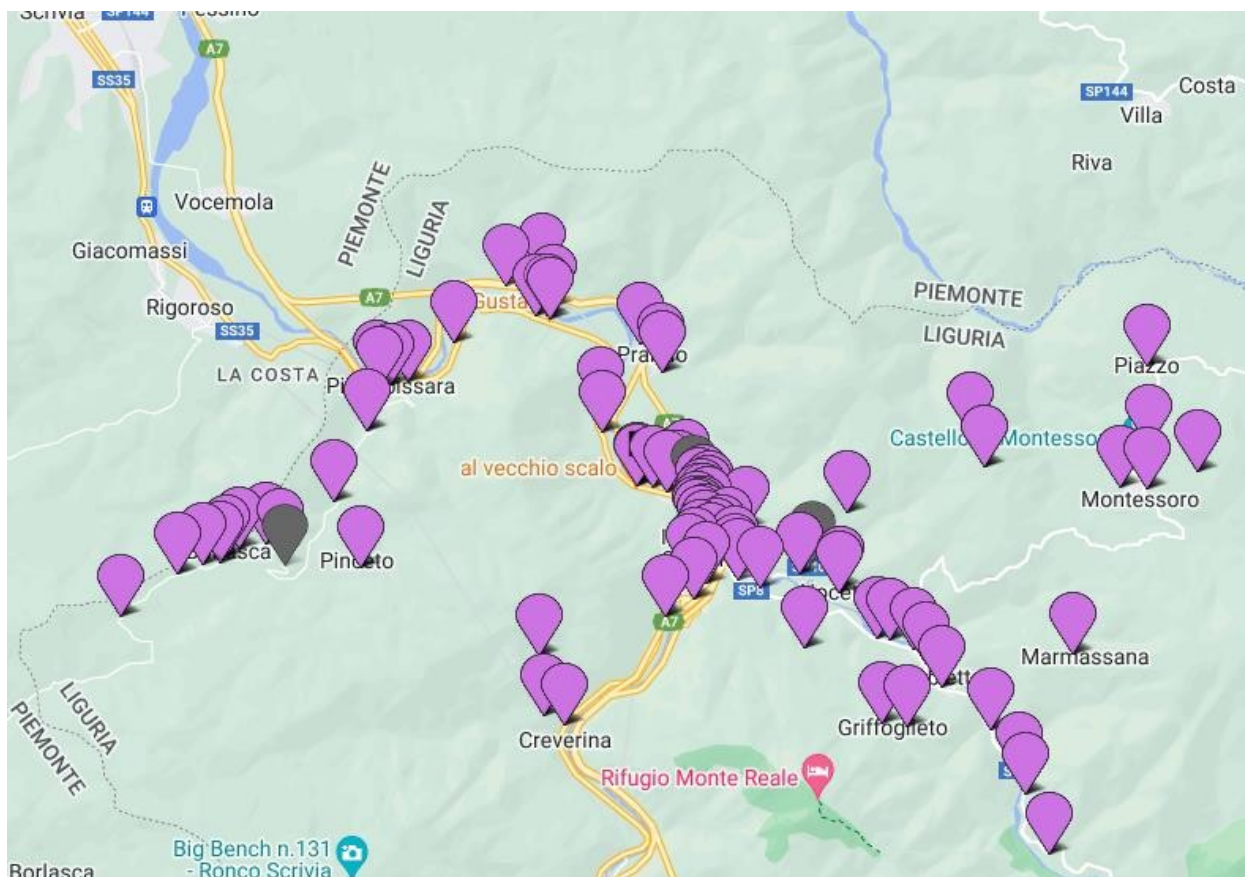 SP144
A7
SS35
SP144
Costa
Villa
Riva
Vocemola
PIEMONTE
LIGURIA
Giacomassi
Rigoroso
A7
SS35
PIEMONTE
LIGURIA
LA COSTA
Piazzo
A7
al vecchio scalo
Montessoro
SP8
A7
Marmassana
Griffoglieto
Creverina
LIGURIA
PIEMONTE
Rifugio Monte Reale
Big Bench n.131
- Ronco Scrivia
Borlasca